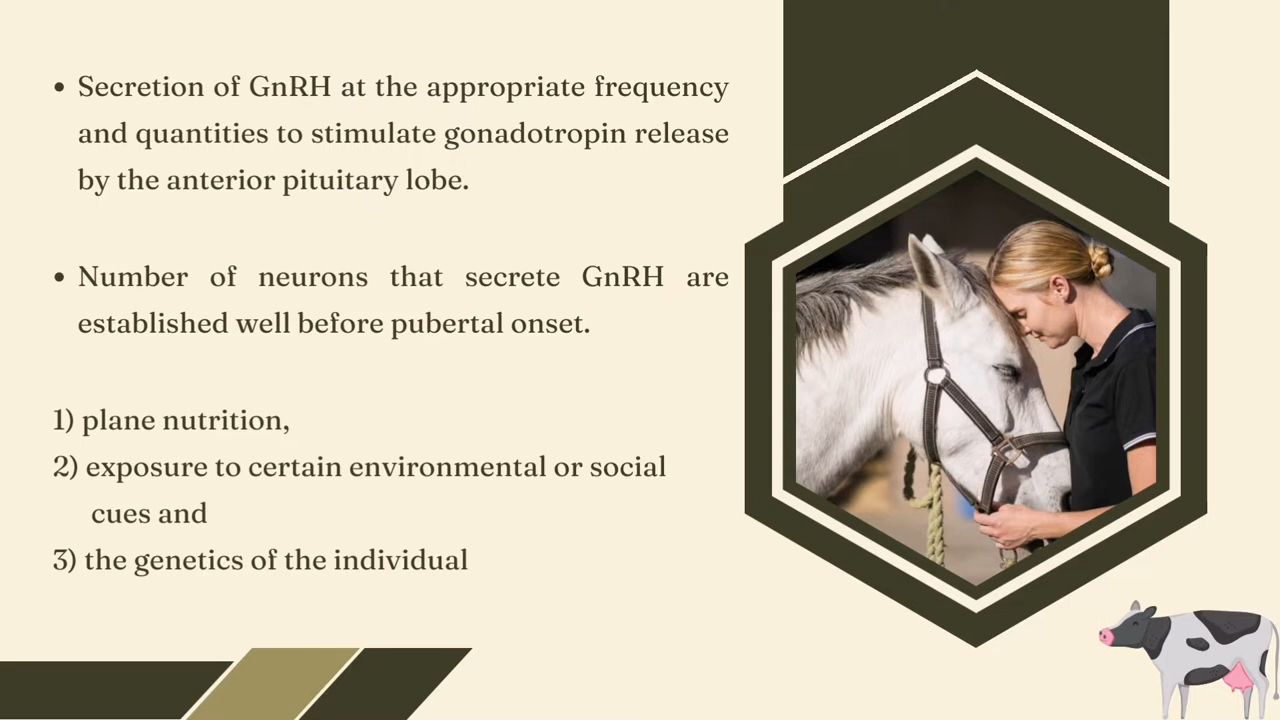 • Secretion of GnRH at the appropriate frequency
and quantities to stimulate gonadotropin release
by the anterior pituitary lobe.
• Number of neurons that secrete GnRH are
established well before pubertal onset.
1) plane nutrition,
2) exposure to certain environmental or social
cues and
3) the genetics of the individual